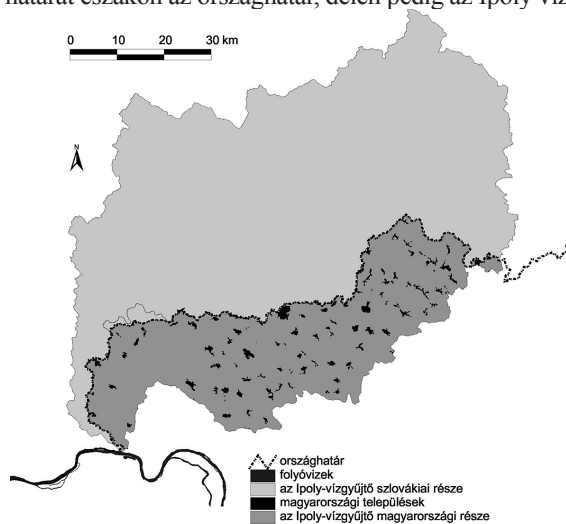 határát északon az országhatár, délen pedig az Ipoly-víz
0 10 20 30 km
N
országhatár
folyóvizek
az Ipoly-vízgyűjtő szlovákiai része
magyarországi települések
az Ipoly-vízgyűjtő magyarországi része